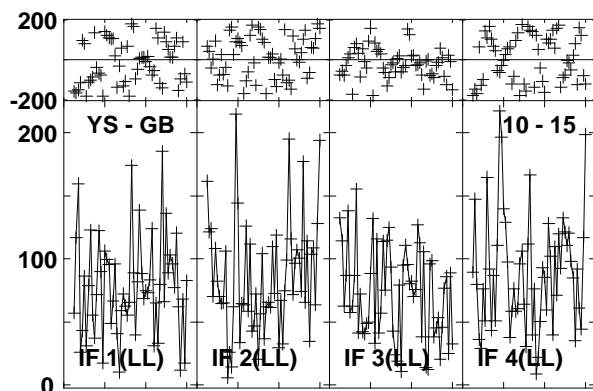 200
-200
200
YS - GB
10 - 15
100
0
IF 1(LL)
IF 2(LL)
IF 3(LL)
IF 4(LL)